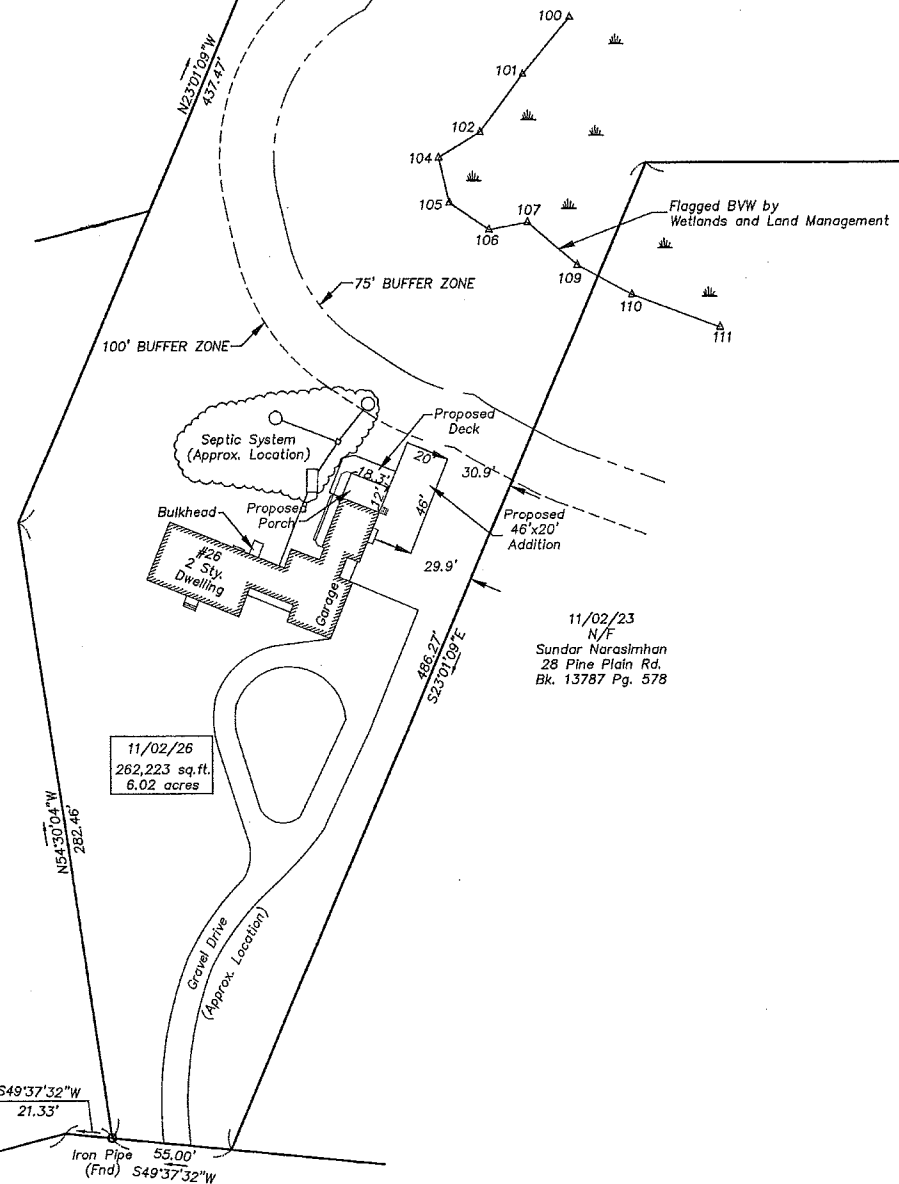 100
N23°01'09"W
437.47'
101
102
104
105
107
106
Flagged BVW by
Wetlands and Land Management
109
110
111
75' BUFFER ZONE
100' BUFFER ZONE
Proposed
Deck
Septic System
(Approx. Location)
20'
18.3'
30.9'
12'
46'
Proposed
Porch
Bulkhead
Proposed
46'x20'
Addition
#26
2 Sty.
Dwelling
Garage
29.9'
486.27'
S23°01'09"E
11/02/23
N/F
Sundar Narasimhan
28 Pine Plain Rd.
Bk. 13787 Pg. 578
11/02/26
262,223 sq.ft.
6.02 acres
N54°30'04"W
282.46'
Gravel Drive
(Approx. Location)
S49°37'32"W
21.33'
Iron Pipe
(Fnd)
55.00'
S49°37'32"W